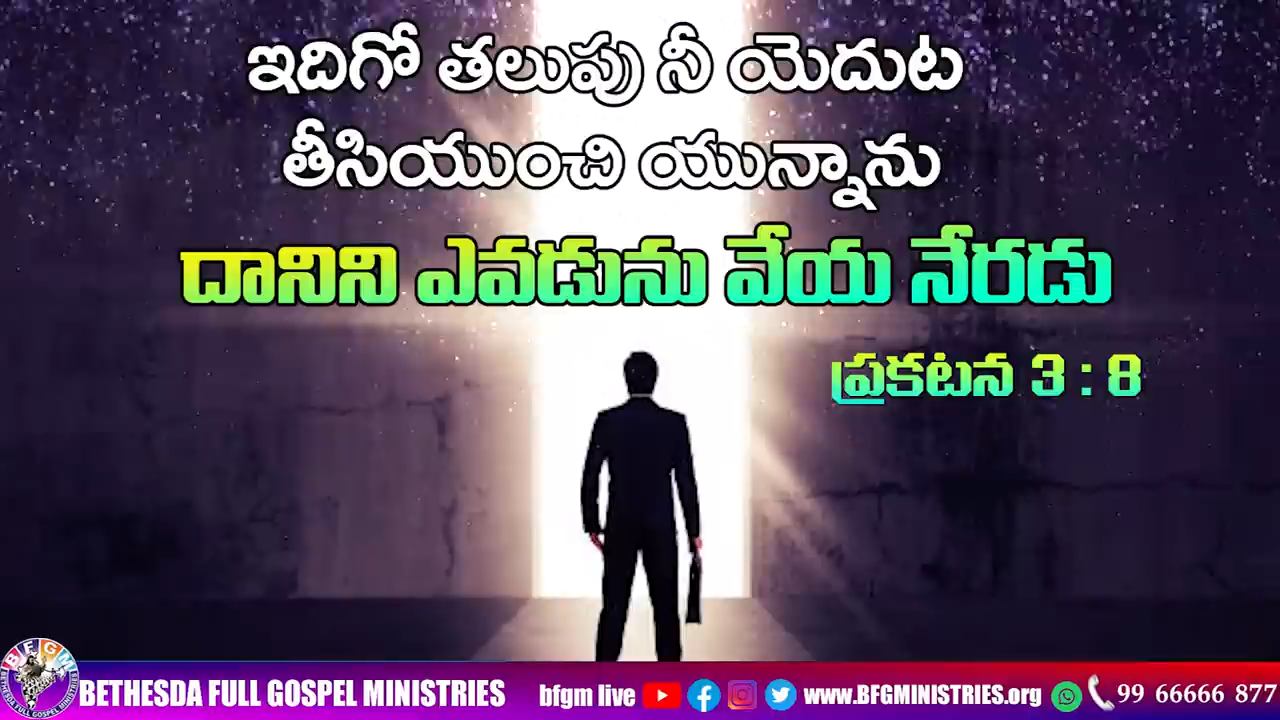 ఇదిగో తలుపు నీ యెదుట
తీసియుంచి యున్నాను
దానిని ఎవడును వేయ నేరడు
ప్రకటన 3 : 8
BFGM
BETHESDA FULL GOSPEL MINISTRIES bfgm live www.BFGMINISTRIES.org 99 66666 877